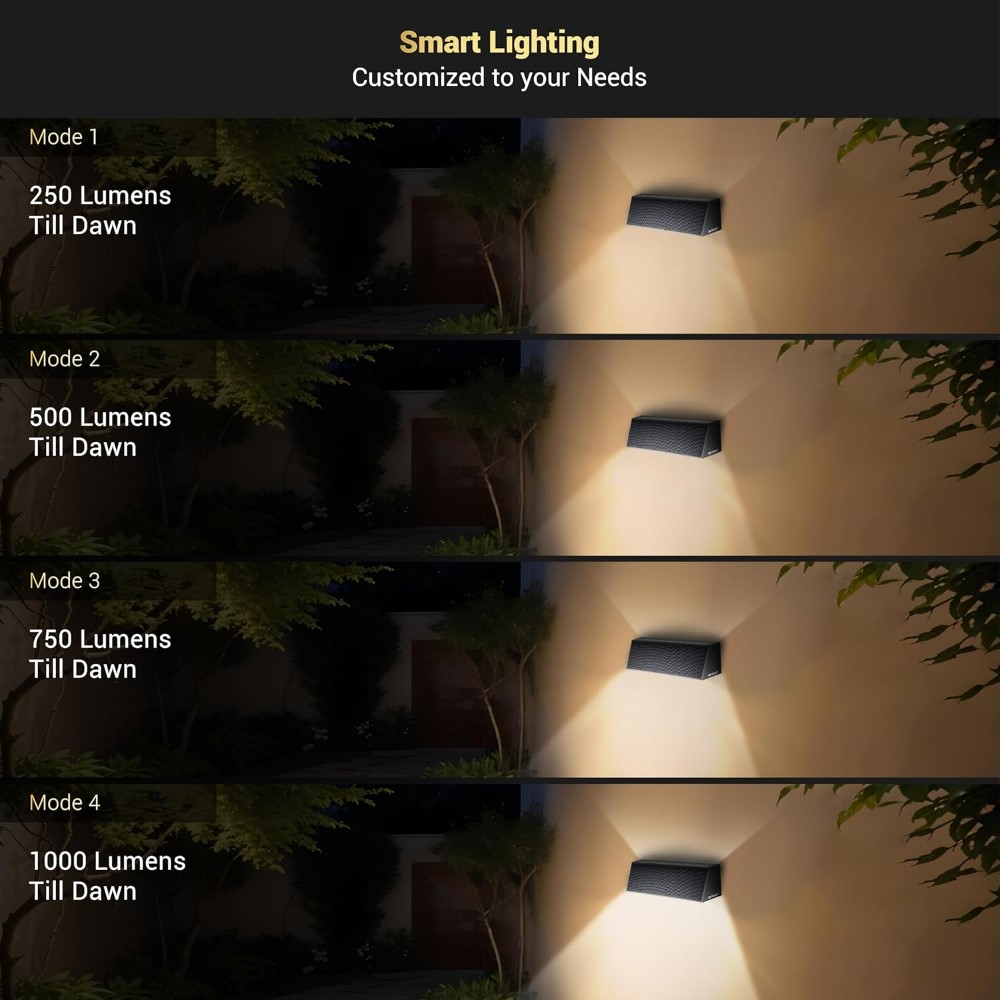 Smart Lighting
Customized to your Needs
Mode 1
250 Lumens
Till Dawn
Mode 2
500 Lumens
Till Dawn
Mode 3
750 Lumens
Till Dawn
Mode 4
1000 Lumens
Till Dawn